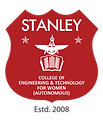 STANLEY
COLLEGE OF
ENGINEERING & TECHNOLOGY
FOR WOMEN
(AUTONOMOUS)
Estd. 2008